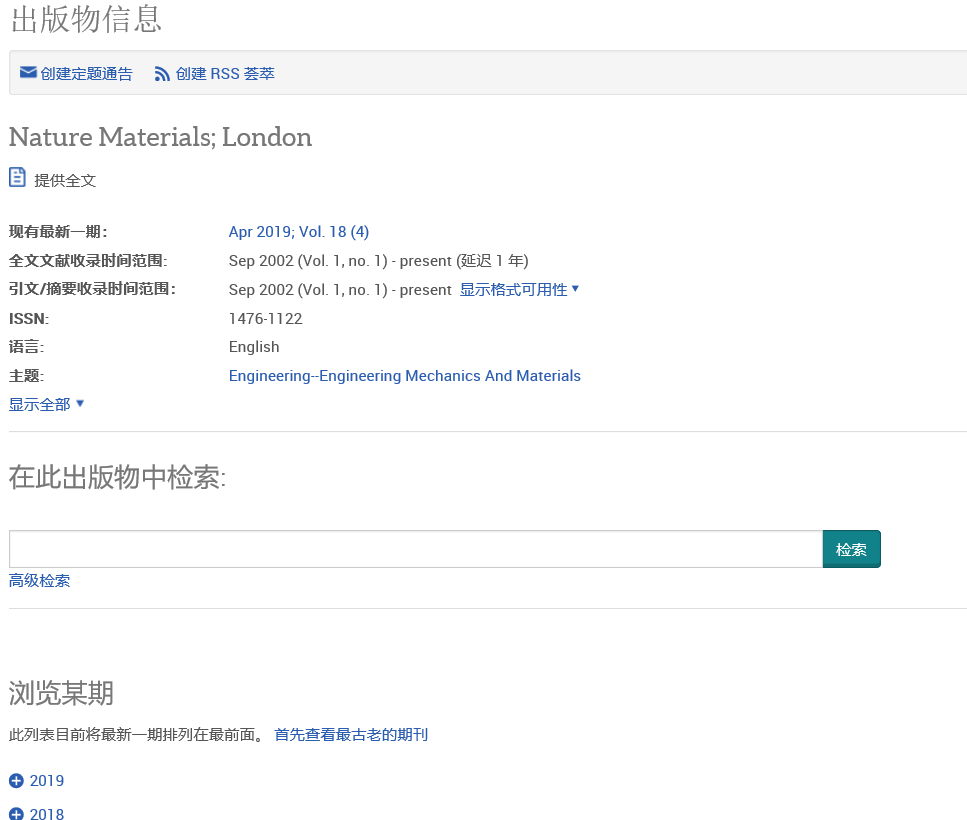 出版物信息
创建定题通告 创建 RSS 荟萃
Nature Materials; London
提供全文
现有最新一期: Apr 2019; Vol. 18 (4)
全文文献收录时间范围: Sep 2002 (Vol. 1, no. 1) - present (延迟 1 年)
引文/摘要收录时间范围: Sep 2002 (Vol. 1, no. 1) - present 显示格式可用性
ISSN: 1476-1122
语言: English
主题: Engineering--Engineering Mechanics And Materials
显示全部
在此出版物中检索:
检索
高级检索
浏览某期
此列表目前将最新一期排列在最前面。 首先查看最古老的期刊
2019
2018